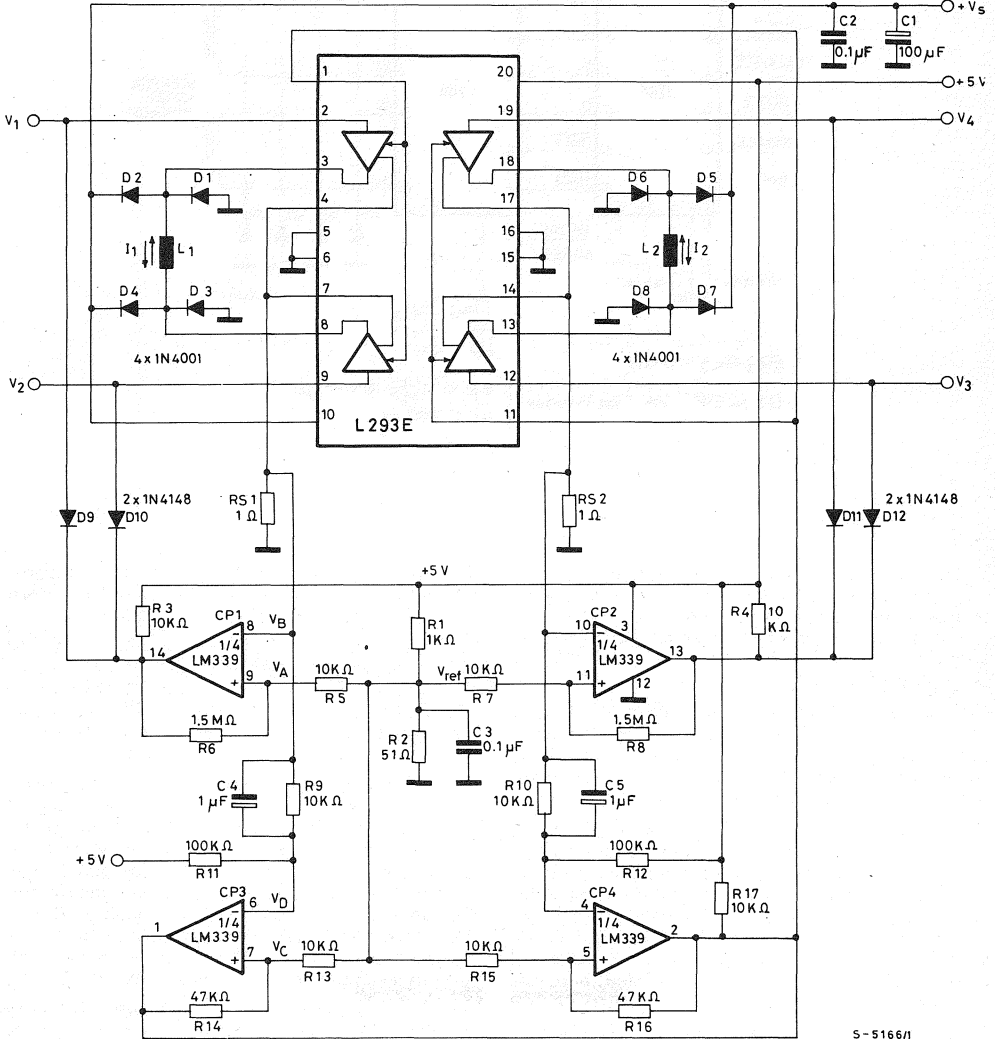 +Vs
C2
0.1µF
C1
100µF
1
20
+5V
V1
2
19
V4
3
18
D2
D1
D6
D5
4
17
5
16
6
15
I1
L1
L2
I2
7
14
D4
D3
D8
D7
8
13
4x1N4001
4x1N4001
V2
9
12
V3
10
11
L293E
RS1
1Ω
RS2
1Ω
2x1N4148
D9
D10
2x1N4148
D11
D12
+5V
R3
10KΩ
CP1
VB
8
−
1/4
LM339
14
9
+
VA
10KΩ
R5
R1
1KΩ
Vref
10KΩ
R7
CP2
10
−
3
1/4
LM339
13
11
+
12
R4
10
KΩ
1.5MΩ
R6
R2
51Ω
C3
0.1µF
1.5MΩ
R8
C4
1µF
R9
10KΩ
R10
10KΩ
C5
1µF
+5V
100KΩ
R11
100KΩ
R12
R17
10KΩ
CP3
6
−
VD
1/4
LM339
1
7
+
VC
10KΩ
R13
10KΩ
R15
CP4
4
−
1/4
LM339
2
5
+
47KΩ
R14
47KΩ
R16
S-5166/1